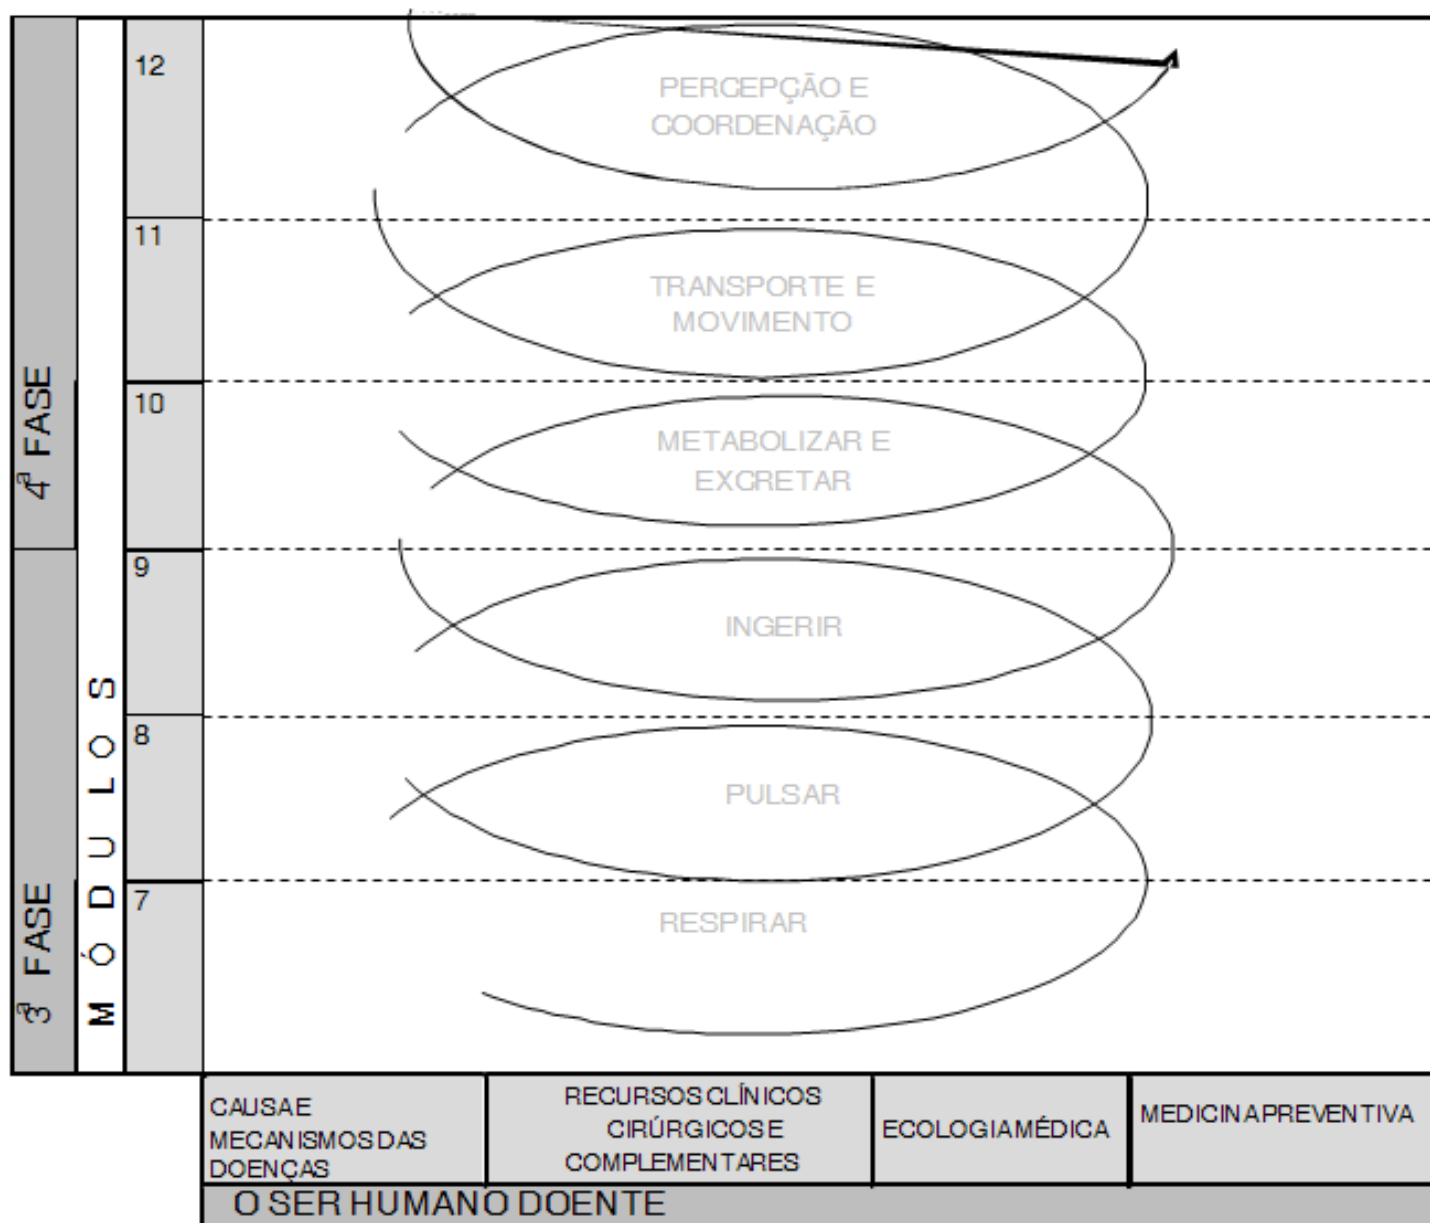 12
PERCEPÇÃO E
COORDENAÇÃO
11
TRANSPORTE E
MOVIMENTO
4ª FASE
10
METABOLIZAR E
EXCRETAR
9
INGERIR
MÓDULOS
8
PULSAR
3ª FASE
7
RESPIRAR
CAUSA E
MECANISMOS DAS
DOENÇAS
RECURSOS CLÍNICOS
CIRÚRGICOS E
COMPLEMENTARES
ECOLOGIA MÉDICA
MEDICINA PREVENTIVA
O SER HUMANO DOENTE